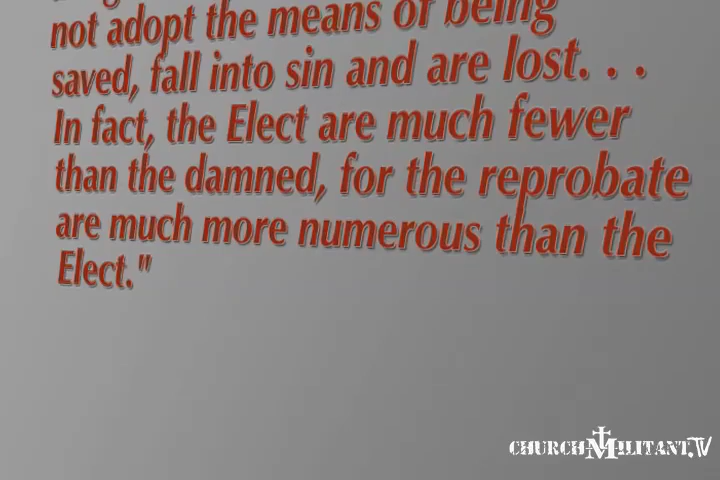 not adopt the means of being
saved, fall into sin and are lost. . .
In fact, the Elect are much fewer
than the damned, for the reprobate
are much more numerous than the
Elect."
CHURCHMILITANT.TV